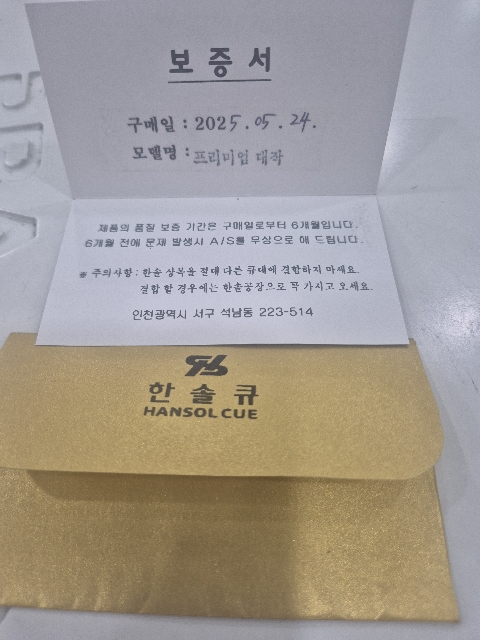 보증서
구매일 : 2025.05.24.
모델명 : 프리미엄 대작
제품의 품질 보증 기간은 구매일로부터 6개월입니다.
6개월 전에 문제 발생시 A/S를 무상으로 해 드립니다.
※ 주의사항 : 한솔 상목을 절대 다른 큐대에 결합하지 마세요.
결합 할 경우에는 한솔공장으로 꼭 가시고 오세요.
인천광역시 서구 석남동 223-514
한솔큐
HANSOL CUE